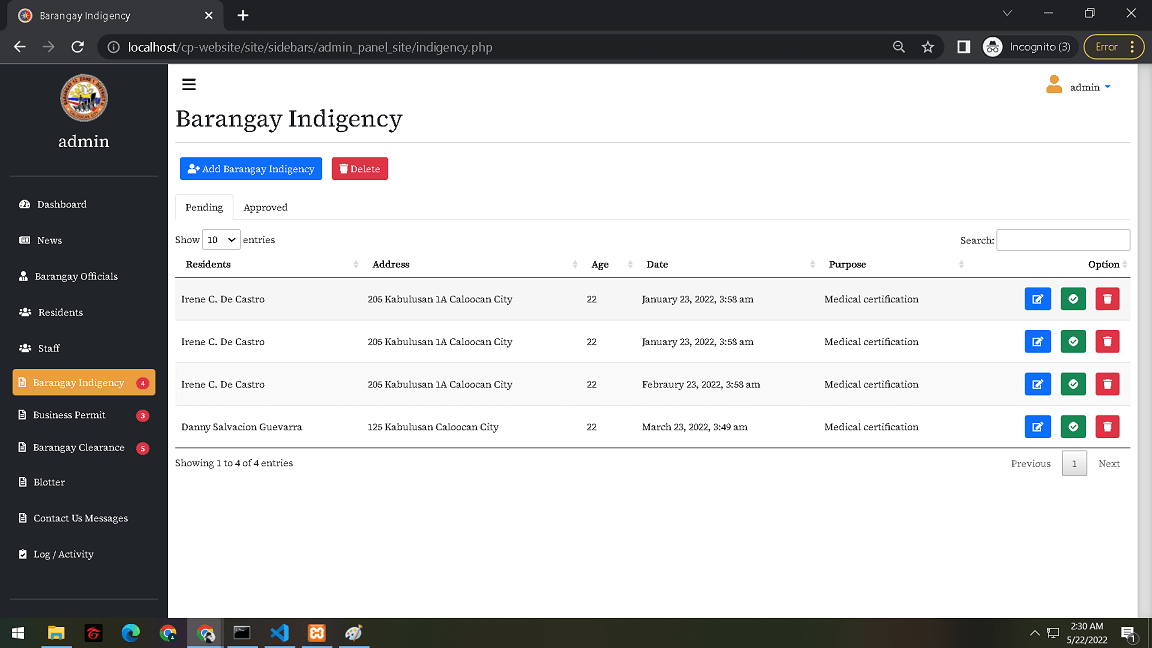 Barangay Indigency
localhost/cp-website/site/sidebars/admin_panel_site/indigency.php
Incognito (3)
Error
admin
Dashboard
News
Barangay Officials
Residents
Staff
Barangay Indigency 4
Business Permit 3
Barangay Clearance 5
Blotter
Contact Us Messages
Log / Activity
admin
Barangay Indigency
Add Barangay Indigency Delete
Pending Approved
Show 10 entries Search:
Residents Address Age Date Purpose Option
Irene C. De Castro 206 Kabulusan 1A Caloocan City 22 January 23, 2022, 3:58 am Medical certification
Irene C. De Castro 206 Kabulusan 1A Caloocan City 22 January 23, 2022, 3:58 am Medical certification
Irene C. De Castro 206 Kabulusan 1A Caloocan City 22 Febraury 23, 2022, 3:58 am Medical certification
Danny Salvacion Guevarra 125 Kabulusan Caloocan City 22 March 23, 2022, 3:49 am Medical certification
Showing 1 to 4 of 4 entries Previous 1 Next
2:30 AM
5/22/2022
1